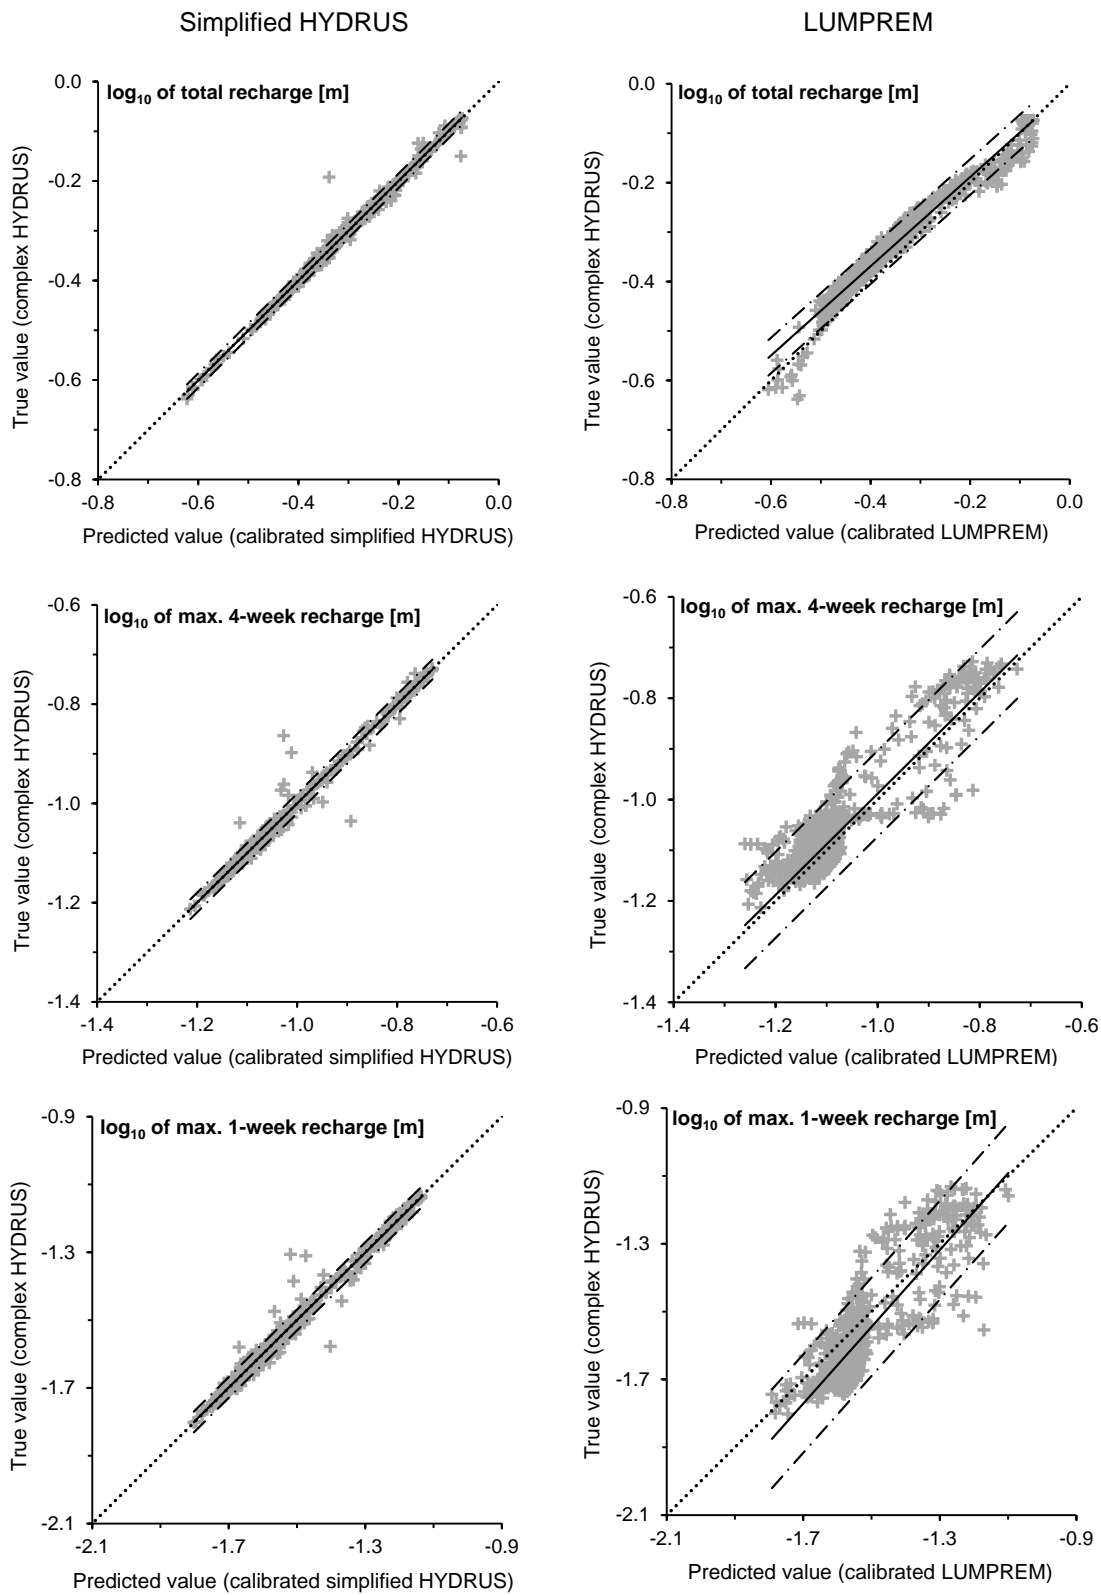 Simplified HYDRUS
LUMPREM
log₁₀ of total recharge [m]
True value (complex HYDRUS)
0.0
-0.2
-0.4
-0.6
-0.8
-0.8 -0.6 -0.4 -0.2 0.0
Predicted value (calibrated simplified HYDRUS)
log₁₀ of total recharge [m]
True value (complex HYDRUS)
0.0
-0.2
-0.4
-0.6
-0.8
-0.8 -0.6 -0.4 -0.2 0.0
Predicted value (calibrated LUMPREM)
log₁₀ of max. 4-week recharge [m]
True value (complex HYDRUS)
-0.6
-0.8
-1.0
-1.2
-1.4
-1.4 -1.2 -1.0 -0.8 -0.6
Predicted value (calibrated simplified HYDRUS)
log₁₀ of max. 4-week recharge [m]
True value (complex HYDRUS)
-0.6
-0.8
-1.0
-1.2
-1.4
-1.4 -1.2 -1.0 -0.8 -0.6
Predicted value (calibrated LUMPREM)
log₁₀ of max. 1-week recharge [m]
True value (complex HYDRUS)
-0.9
-1.3
-1.7
-2.1
-2.1 -1.7 -1.3 -0.9
Predicted value (calibrated simplified HYDRUS)
log₁₀ of max. 1-week recharge [m]
True value (complex HYDRUS)
-0.9
-1.3
-1.7
-2.1
-2.1 -1.7 -1.3 -0.9
Predicted value (calibrated LUMPREM)